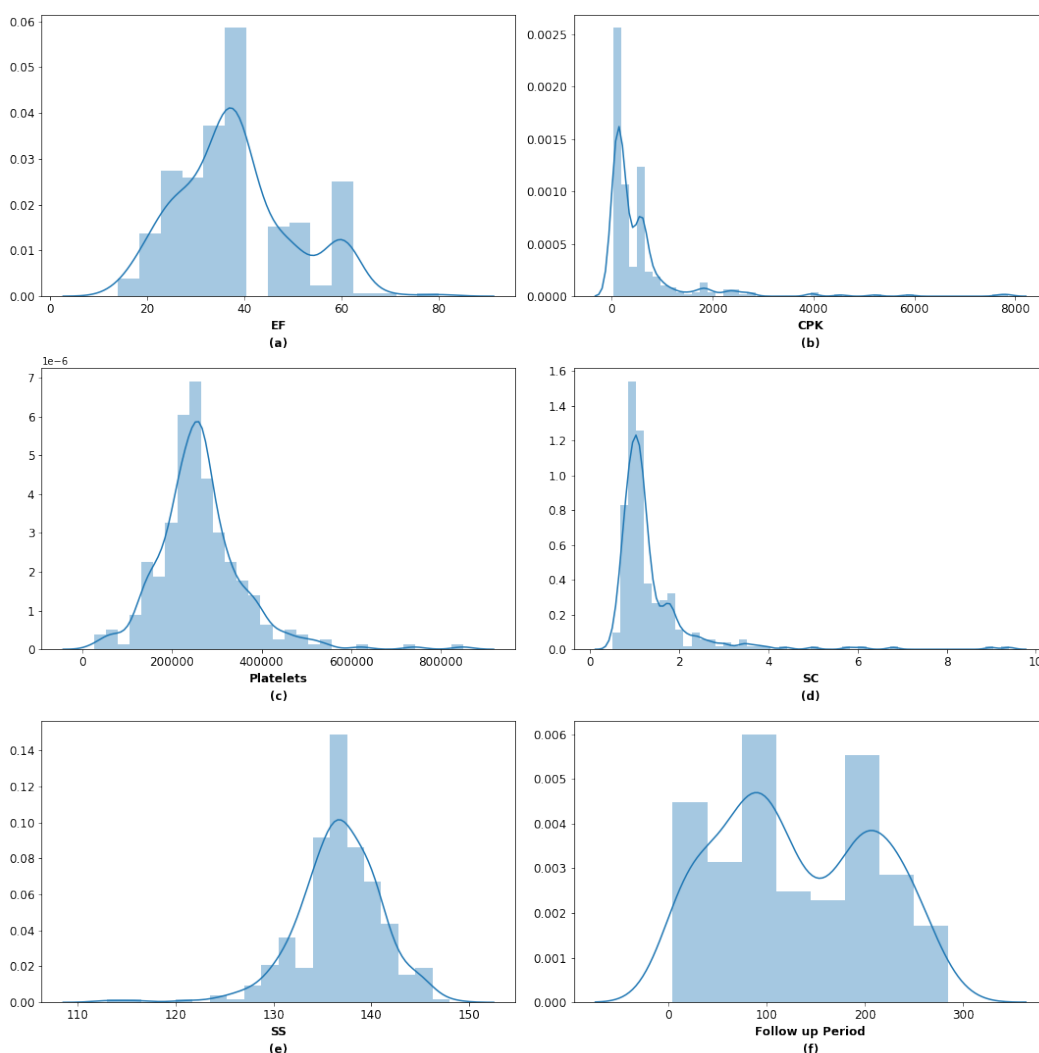 0.06
0.05
0.04
0.03
0.02
0.01
0.00
0 20 40 60 80
EF
(a)
0.0025
0.0020
0.0015
0.0010
0.0005
0.0000
0 2000 4000 6000 8000
CPK
(b)
1e-6
7
6
5
4
3
2
1
0
0 200000 400000 600000 800000
Platelets
(c)
1.6
1.4
1.2
1.0
0.8
0.6
0.4
0.2
0.0
0 2 4 6 8 10
SC
(d)
0.14
0.12
0.10
0.08
0.06
0.04
0.02
0.00
110 120 130 140 150
SS
(e)
0.006
0.005
0.004
0.003
0.002
0.001
0.000
0 100 200 300
Follow up Period
(f)